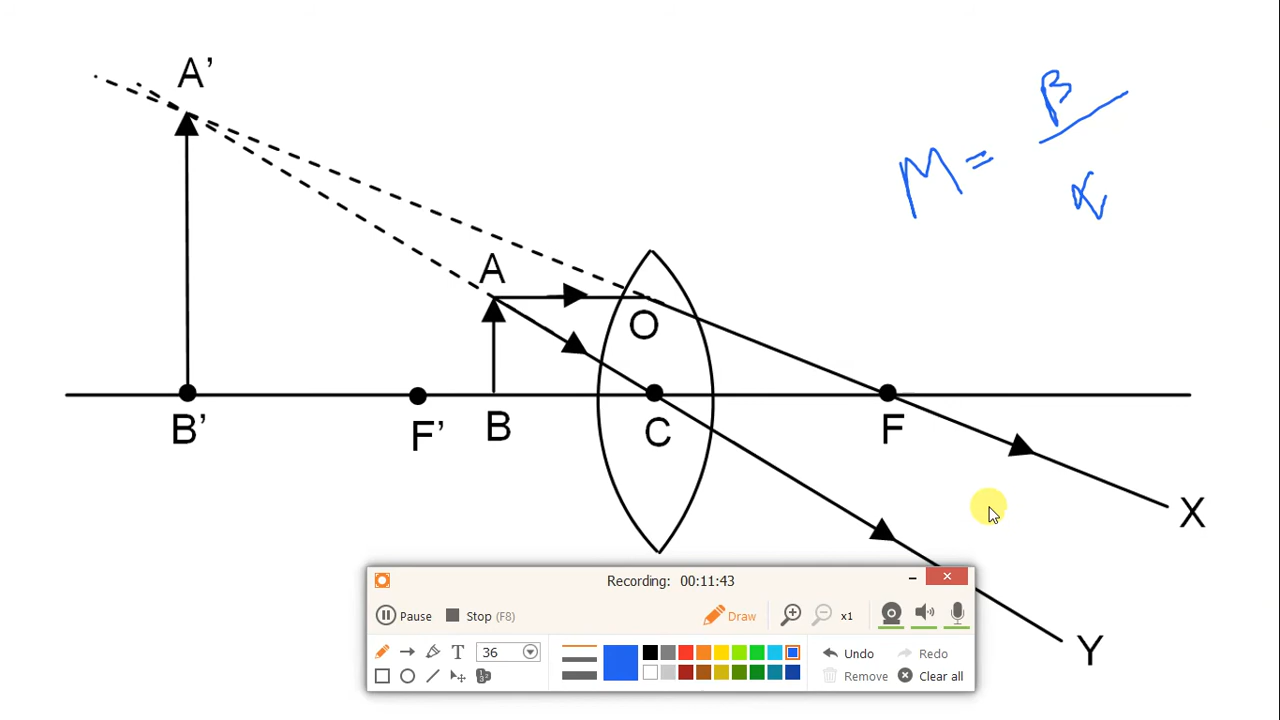 A'
β
M =
α
A
O
B' F' B C F
X
Recording: 00:11:43
Pause Stop (F8) Draw x1
T 36 Undo Redo
Remove Clear all
Y